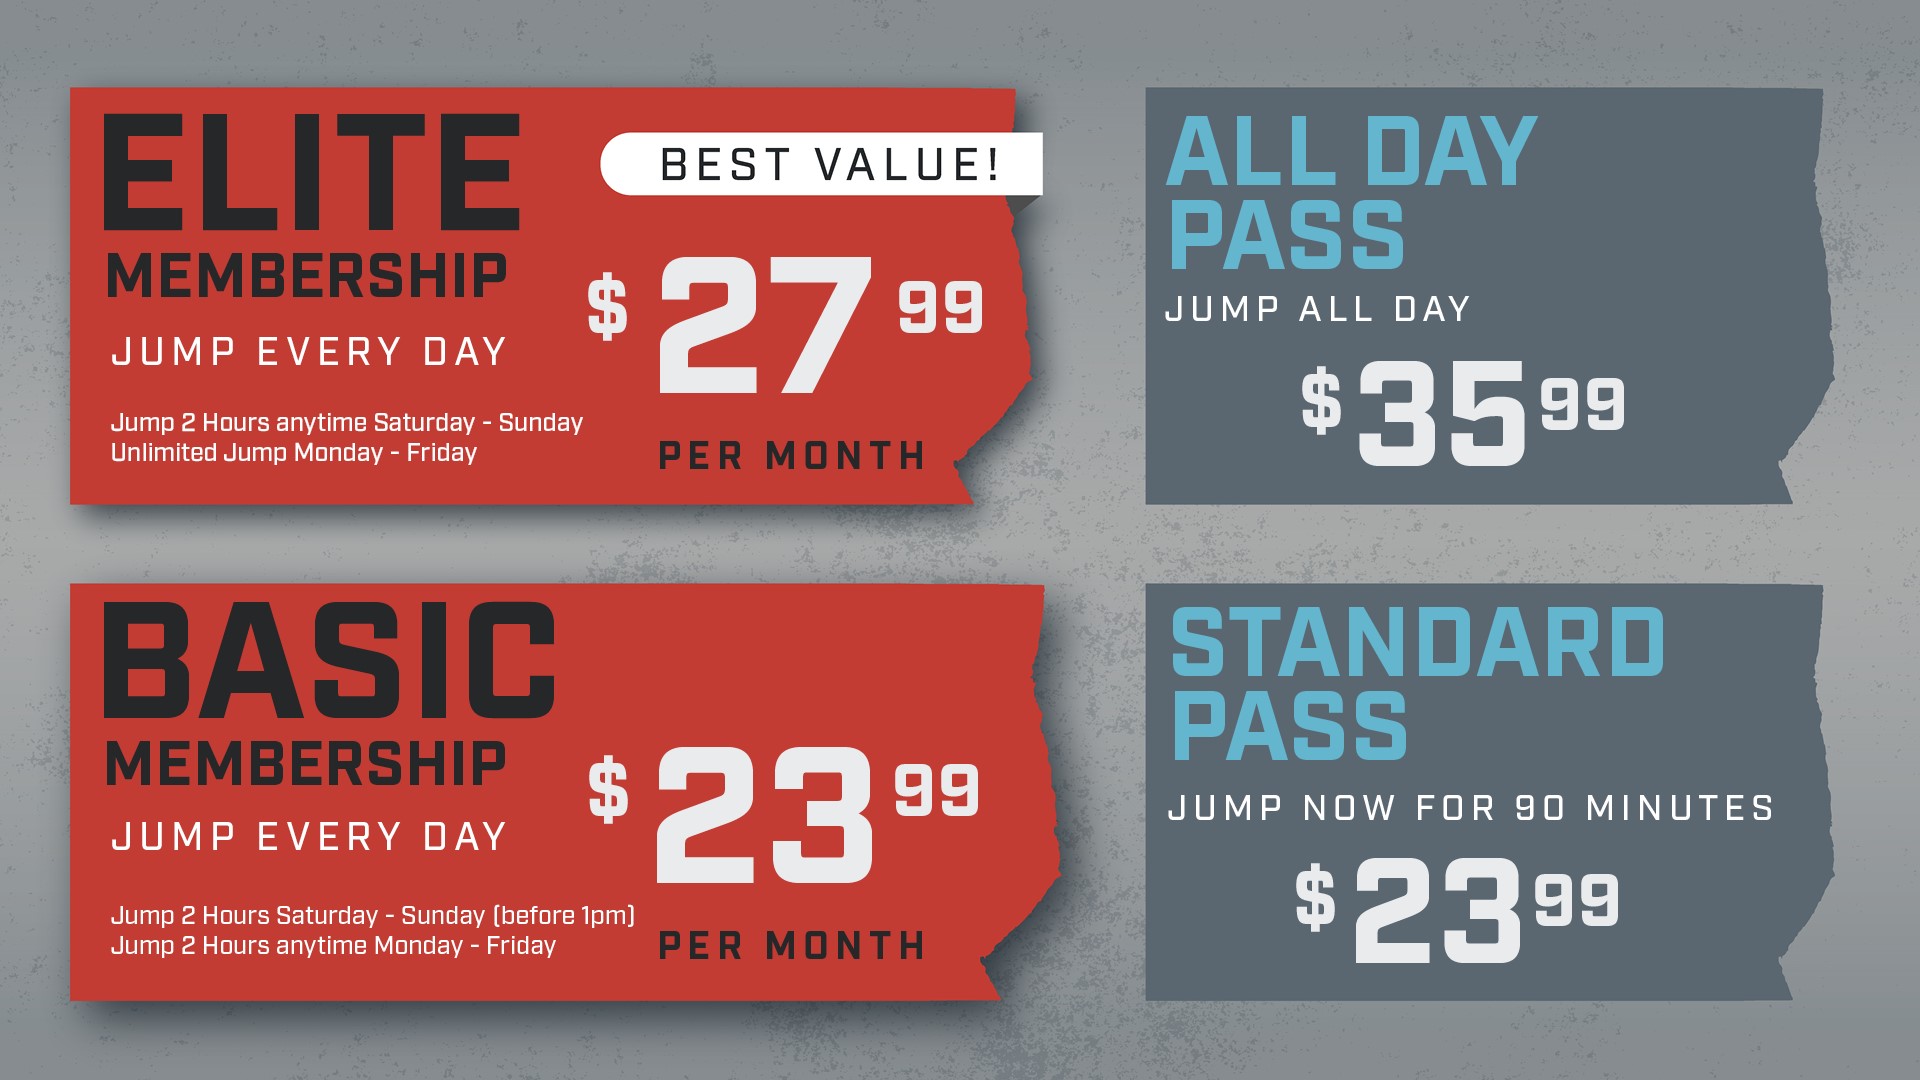 ELITE
MEMBERSHIP
JUMP EVERY DAY
Jump 2 Hours anytime Saturday - Sunday
Unlimited Jump Monday - Friday
BEST VALUE!
$27 99
PER MONTH
ALL DAY
PASS
JUMP ALL DAY
$35 99
BASIC
MEMBERSHIP
JUMP EVERY DAY
Jump 2 Hours Saturday - Sunday (before 1pm)
Jump 2 Hours anytime Monday - Friday
$23 99
PER MONTH
STANDARD
PASS
JUMP NOW FOR 90 MINUTES
$23 99